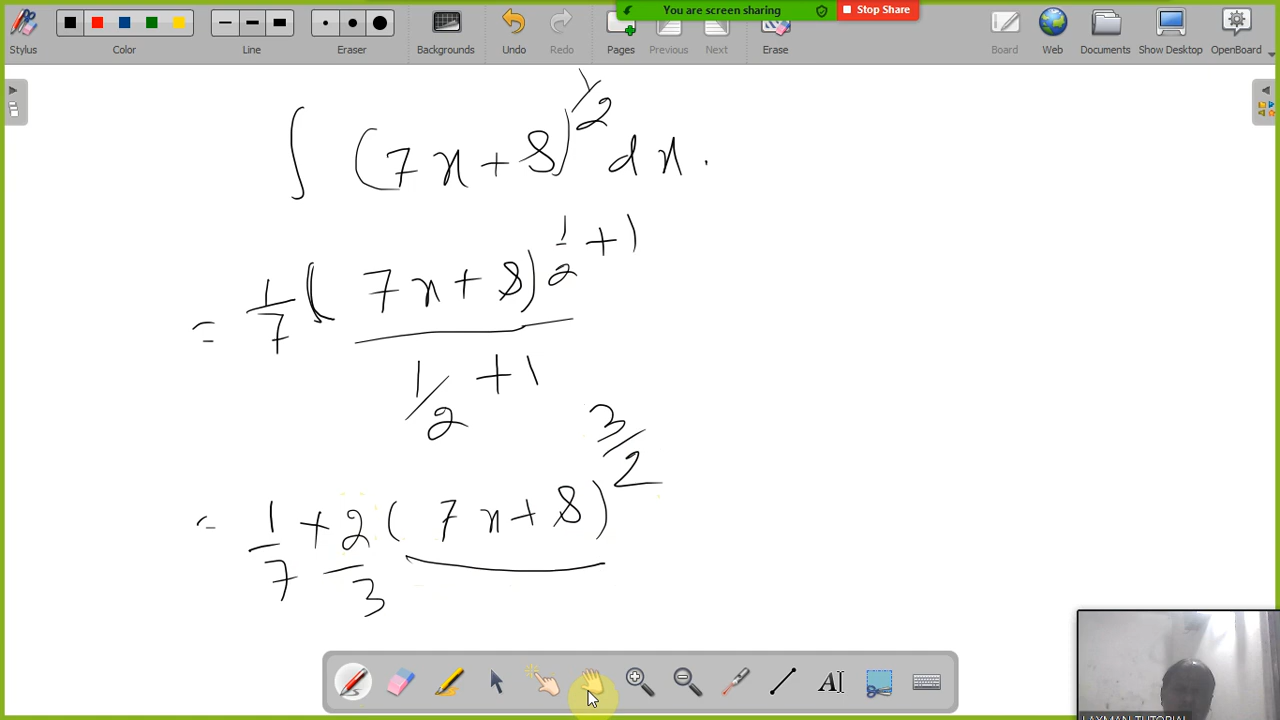 You are screen sharing Stop Share
Stylus Color Line Eraser Backgrounds Undo Redo Pages Previous Next Erase Board Web Documents Show Desktop OpenBoard
∫ (7x+8)^1/2 dx.
= 1/7 (7x+8)^1/2+1
1/2 +1
= 1/7 + 2/3 (7x+8)^3/2
LAXMAN TUTORIAL